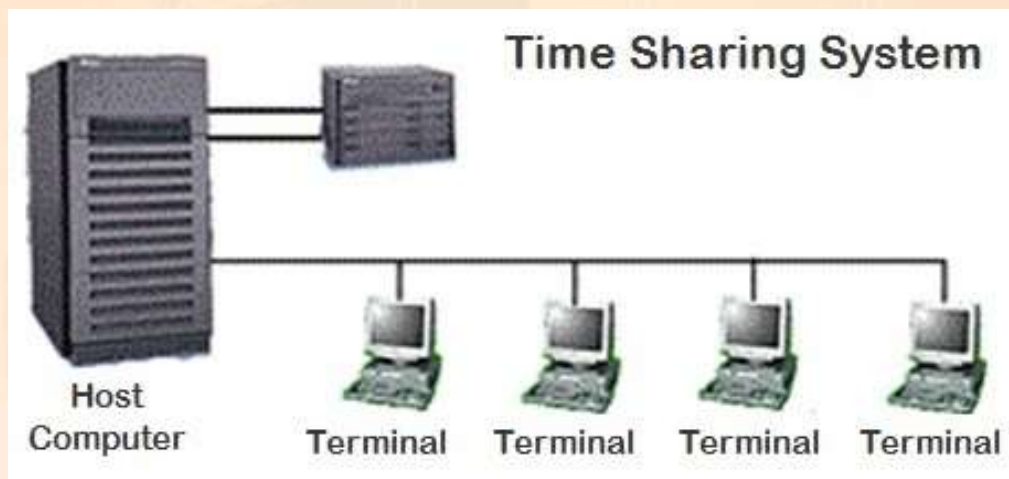 Time Sharing System
Host
Computer
Terminal
Terminal
Terminal
Terminal